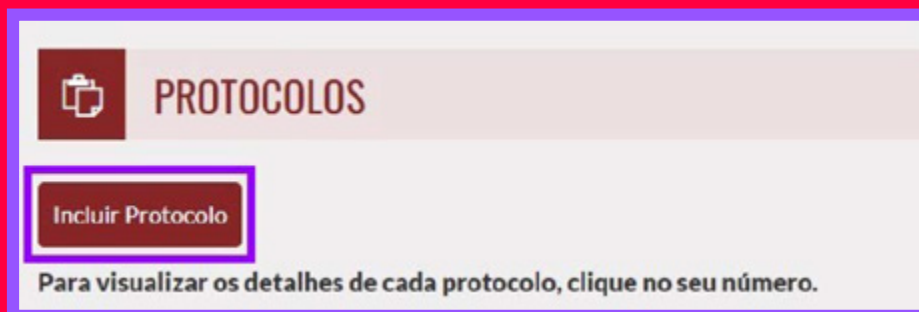 PROTOCOLOS
Incluir Protocolo
Para visualizar os detalhes de cada protocolo, clique no seu número.